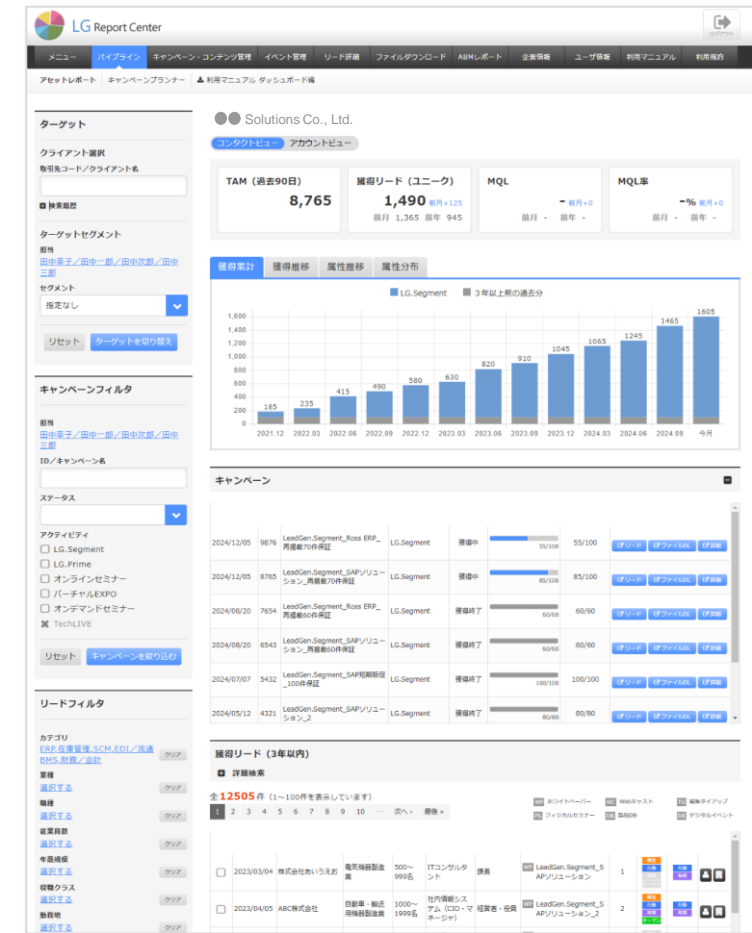 LG Report Center
ログアウト
メニュー パイプライン キャンペーン・コンテンツ管理 イベント管理 リード詳細 ファイルダウンロード ABMレポート 企業情報 ユーザ情報 利用マニュアル 利用規約
アセットレポート キャンペーンプランナー 利用マニュアル ダッシュボード編
ターゲット
クライアント選択
取引先コード/クライアント名
検索履歴
ターゲットセグメント
担当
田中幸子/田中一郎/田中次郎/田中
三郎
セグメント
指定なし
リセット ターゲットを切り替え
キャンペーンフィルタ
担当
田中幸子/田中一郎/田中次郎/田中
三郎
ID/キャンペーン名
ステータス
アクティビティ
LG.Segment
LG.Prime
オンラインセミナー
バーチャルEXPO
オンデマンドセミナー
TechLIVE
リセット キャンペーンを絞り込む
リードフィルタ
カテゴリ
ERP,在庫管理,SCM,EDI/流通
BMS,財務/会計
クリア
業種
選択する クリア
職種
選択する クリア
従業員数
選択する クリア
年商規模
選択する クリア
役職クラス
選択する クリア
勤務地
選択する クリア
●● Solutions Co., Ltd.
コンタクトビュー アカウントビュー
TAM（過去90日）
8,765
獲得リード（ユニーク）
1,490 前月+125
前月 1,365 前年 945
MQL
- 前月+0
前月 - 前年 -
MQL率
-% 前月+0
前月 - 前年 -
獲得累計 獲得推移 属性推移 属性分布
LG.Segment 3年以上前の過去分
1,600
1,400
1,200
1,000
800
600
400
200
0
185 235 415 490 580 630 820 910 1045 1065 1245 1465 1605
2021.12 2022.03 2022.06 2022.09 2022.12 2023.03 2023.06 2023.09 2023.12 2024.03 2024.06 2024.09 今月
キャンペーン
2024/12/05 9876 LeadGen.Segment_Ross ERP_
再掲載70件保証 LG.Segment 獲得中 55/100 55/100 リード ファイルDL 詳細
2024/12/05 8765 LeadGen.Segment_SAPソリュー
ション_再掲載70件保証 LG.Segment 獲得中 85/100 85/100 リード ファイルDL 詳細
2024/08/20 7654 LeadGen.Segment_Ross ERP_
再掲載60件保証 LG.Segment 獲得終了 60/60 60/60 リード ファイルDL 詳細
2024/08/20 6543 LeadGen.Segment_SAPソリュー
ション_再掲載60件保証 LG.Segment 獲得終了 60/60 60/60 リード ファイルDL 詳細
2024/07/07 5432 LeadGen.Segment_SAP短期販促
_100件保証 LG.Segment 獲得終了 100/100 100/100 リード ファイルDL 詳細
2024/05/12 4321 LeadGen.Segment_SAPソリュー
ション_2 LG.Segment 獲得終了 80/80 80/80 リード ファイルDL 詳細
獲得リード（3年以内）
詳細検索
全12505件（1〜100件を表示しています）
1 2 3 4 5 6 7 8 9 10 … 次へ › 最後 »
WP ホワイトペーパー WC Webキャスト TU 編集タイアップ
PS フィジカルセミナー DB 製品DB DE デジタルイベント
2023/03/04 株式会社あいうえお 電気機器製造
業 500〜
999名 ITコンサルタ
ント 課長 WP LeadGen.Segment_S
APソリューション 1
2023/04/05 ABC株式会社 自動車・輸送
用機器製造業 1000〜
1999名 社内情報シス
テム（CIO・マ
ネージャ） 経営者・役員 WP LeadGen.Segment_S
APソリューション_2 2